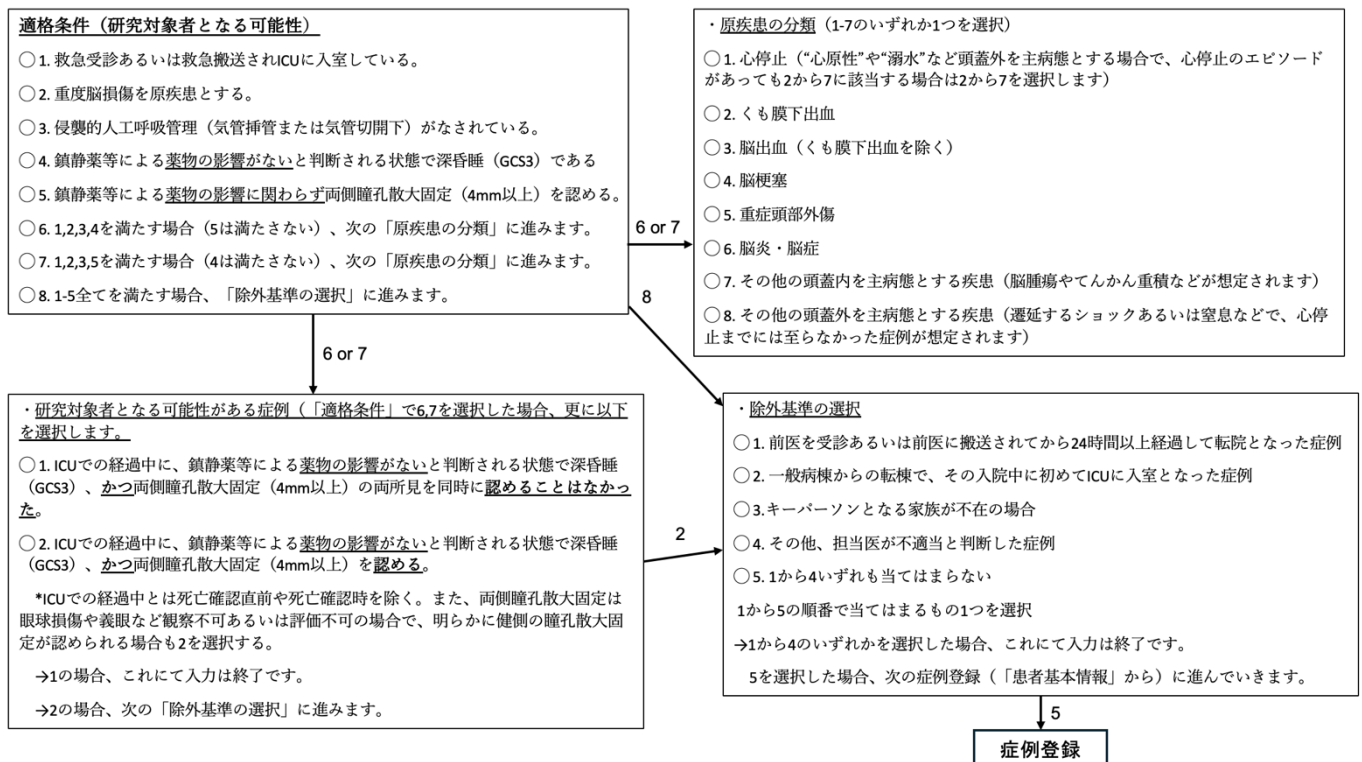 適格条件（研究対象者となる可能性）
○1. 救急受診あるいは救急搬送されICUに入室している。
○2. 重度脳損傷を原疾患とする。
○3. 侵襲的人工呼吸管理（気管挿管または気管切開下）がなされている。
○4. 鎮静薬等による薬物の影響がないと判断される状態で深昏睡（GCS3）である
○5. 鎮静薬等による薬物の影響に関わらず両側瞳孔散大固定（4mm以上）を認める。
○6. 1,2,3,4を満たす場合（5は満たさない）、次の「原疾患の分類」に進みます。
○7. 1,2,3,5を満たす場合（4は満たさない）、次の「原疾患の分類」に進みます。
○8. 1-5全てを満たす場合、「除外基準の選択」に進みます。
6 or 7
8
6 or 7
・原疾患の分類（1-7のいずれか1つを選択）
○1. 心停止（“心原性”や“溺水”など頭蓋外を主病態とする場合で、心停止のエピソード
があっても2から7に該当する場合は2から7を選択します）
○2. くも膜下出血
○3. 脳出血（くも膜下出血を除く）
○4. 脳梗塞
○5. 重症頭部外傷
○6. 脳炎・脳症
○7. その他の頭蓋内を主病態とする疾患（脳腫瘍やてんかん重積などが想定されます）
○8. その他の頭蓋外を主病態とする疾患（遷延するショックあるいは窒息などで、心停
止までには至らなかった症例が想定されます）
・研究対象者となる可能性がある症例（「適格条件」で6,7を選択した場合、更に以下
を選択します。
○1. ICUでの経過中に、鎮静薬等による薬物の影響がないと判断される状態で深昏睡
（GCS3）、かつ両側瞳孔散大固定（4mm以上）の両所見を同時に認めることはなかっ
た。
○2. ICUでの経過中に、鎮静薬等による薬物の影響がないと判断される状態で深昏睡
（GCS3）、かつ両側瞳孔散大固定（4mm以上）を認める。
*ICUでの経過中とは死亡確認直前や死亡確認時を除く。また、両側瞳孔散大固定は
眼球損傷や義眼など観察不可あるいは評価不可の場合で、明らかに健側の瞳孔散大固
定が認められる場合も2を選択する。
→1の場合、これにて入力は終了です。
→2の場合、次の「除外基準の選択」に進みます。
2
・除外基準の選択
○1. 前医を受診あるいは前医に搬送されてから24時間以上経過して転院となった症例
○2. 一般病棟からの転棟で、その入院中に初めてICUに入室となった症例
○3.キーパーソンとなる家族が不在の場合
○4. その他、担当医が不適当と判断した症例
○5. 1から4いずれも当てはまらない
1から5の順番で当てはまるもの1つを選択
→1から4のいずれかを選択した場合、これにて入力は終了です。
5を選択した場合、次の症例登録（「患者基本情報」から）に進んでいきます。
5
症例登録